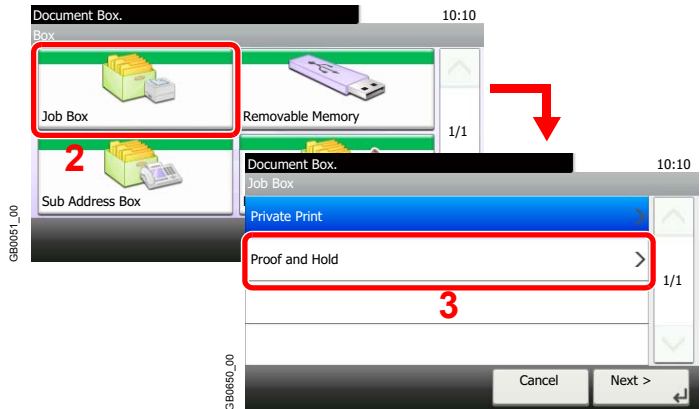 Document Box.
10:10
Box
Job Box
Removable Memory
1/1
2
Sub Address Box
GB0051_00
Document Box.
10:10
Job Box
Private Print
Proof and Hold
1/1
3
GB0650_00
Cancel
Next >